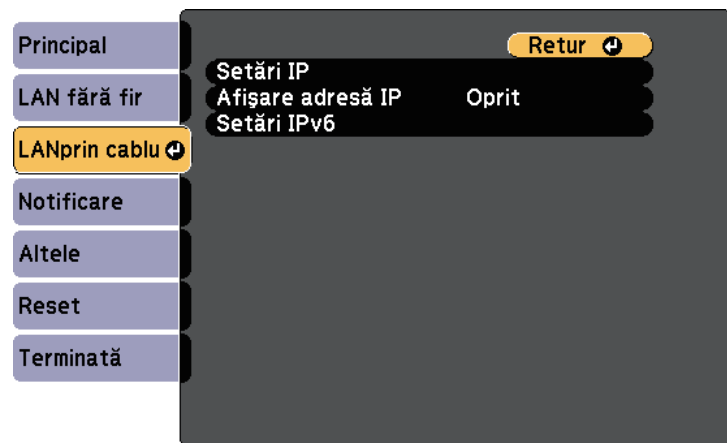 Principal
LAN fără fir
LANprin cablu
Notificare
Altele
Reset
Terminată
Retur
Setări IP
Afişare adresă IP Oprit
Setări IPv6